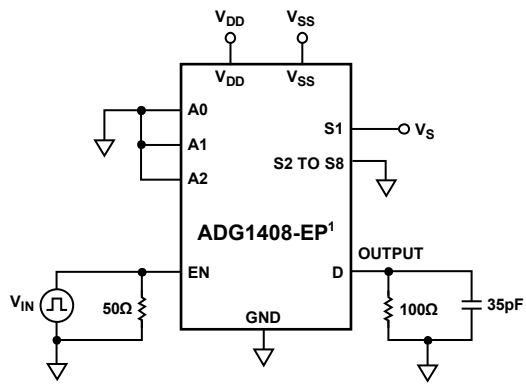 VDD
VSS
VDD
VSS
A0
A1
A2
S1
VS
S2 TO S8
ADG1408-EP1
OUTPUT
EN
D
VIN
50Ω
100Ω
35pF
GND